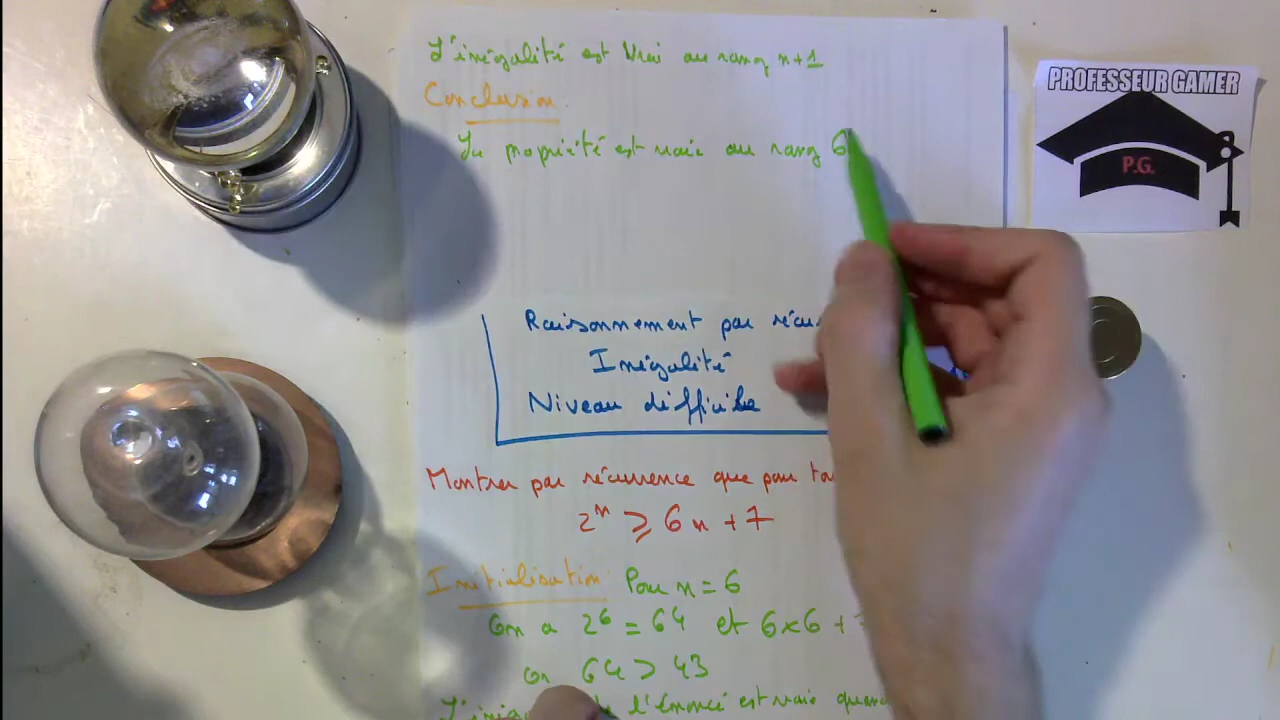 L'inégalité est Vrai au rang n+1
Conclusion.
La propriété est vraie au rang 6
PROFESSEUR GAMER
P.G.
Raisonnement par récu
Inégalité
Niveau difficile
Montrer par récurrence que pour tou
2ⁿ ⩾ 6n + 7
Initialisation Pour n = 6
On a 2⁶ = 64 et 6×6 +
or 64 > 43
de l'énoncé est vraie quan